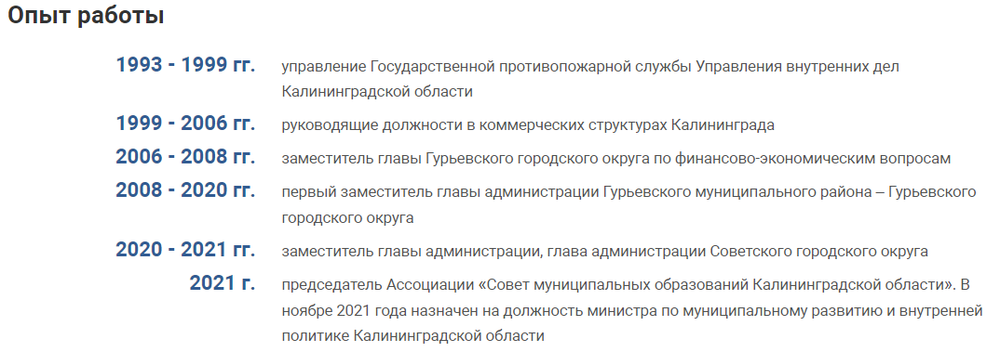 Опыт работы
1993 - 1999 гг.
управление Государственной противопожарной службы Управления внутренних дел
Калининградской области
1999 - 2006 гг.
руководящие должности в коммерческих структурах Калининграда
2006 - 2008 гг.
заместитель главы Гурьевского городского округа по финансово-экономическим вопросам
2008 - 2020 гг.
первый заместитель главы администрации Гурьевского муниципального района – Гурьевского
городского округа
2020 - 2021 гг.
заместитель главы администрации, глава администрации Советского городского округа
2021 г.
председатель Ассоциации «Совет муниципальных образований Калининградской области». В
ноябре 2021 года назначен на должность министра по муниципальному развитию и внутренней
политике Калининградской области